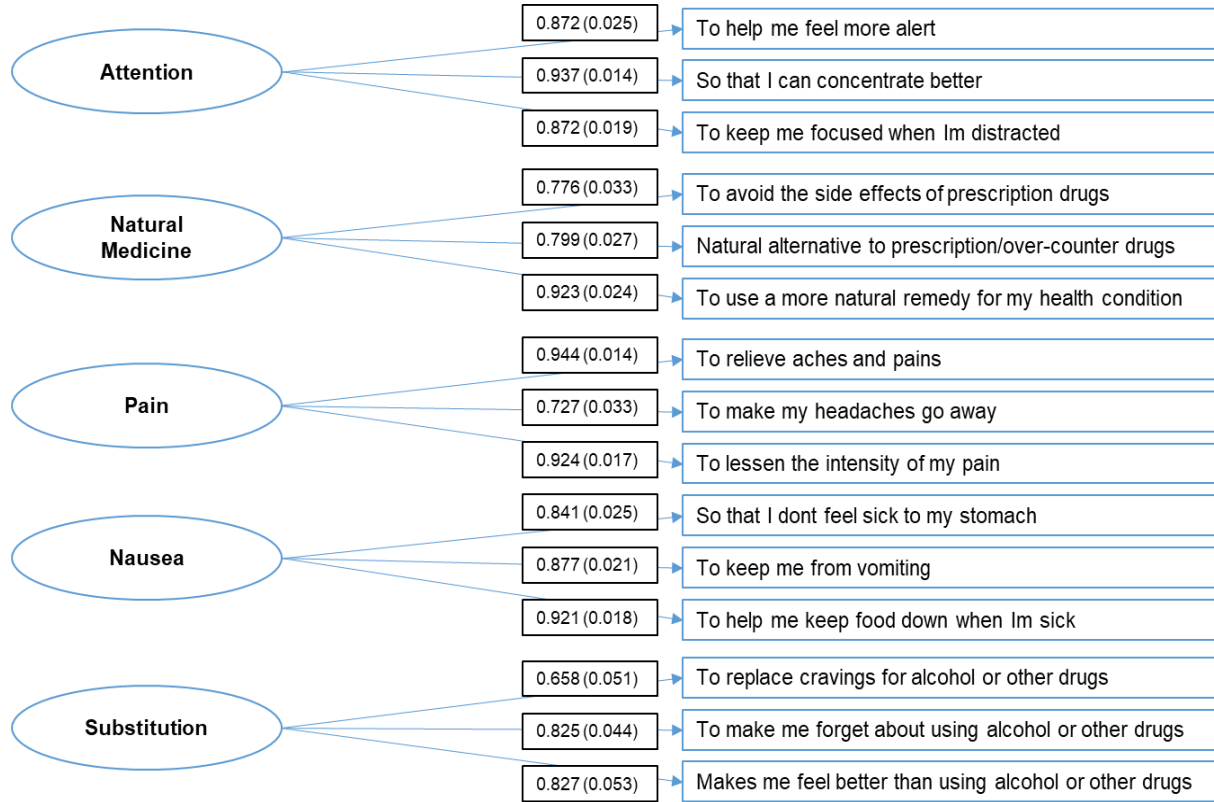 0.872 (0.025) To help me feel more alert
Attention 0.937 (0.014) So that I can concentrate better
0.872 (0.019) To keep me focused when Im distracted
0.776 (0.033) To avoid the side effects of prescription drugs
Natural
Medicine
0.799 (0.027) Natural alternative to prescription/over-counter drugs
0.923 (0.024) To use a more natural remedy for my health condition
0.944 (0.014) To relieve aches and pains
Pain 0.727 (0.033) To make my headaches go away
0.924 (0.017) To lessen the intensity of my pain
0.841 (0.025) So that I dont feel sick to my stomach
Nausea 0.877 (0.021) To keep me from vomiting
0.921 (0.018) To help me keep food down when Im sick
0.658 (0.051) To replace cravings for alcohol or other drugs
Substitution 0.825 (0.044) To make me forget about using alcohol or other drugs
0.827 (0.053) Makes me feel better than using alcohol or other drugs